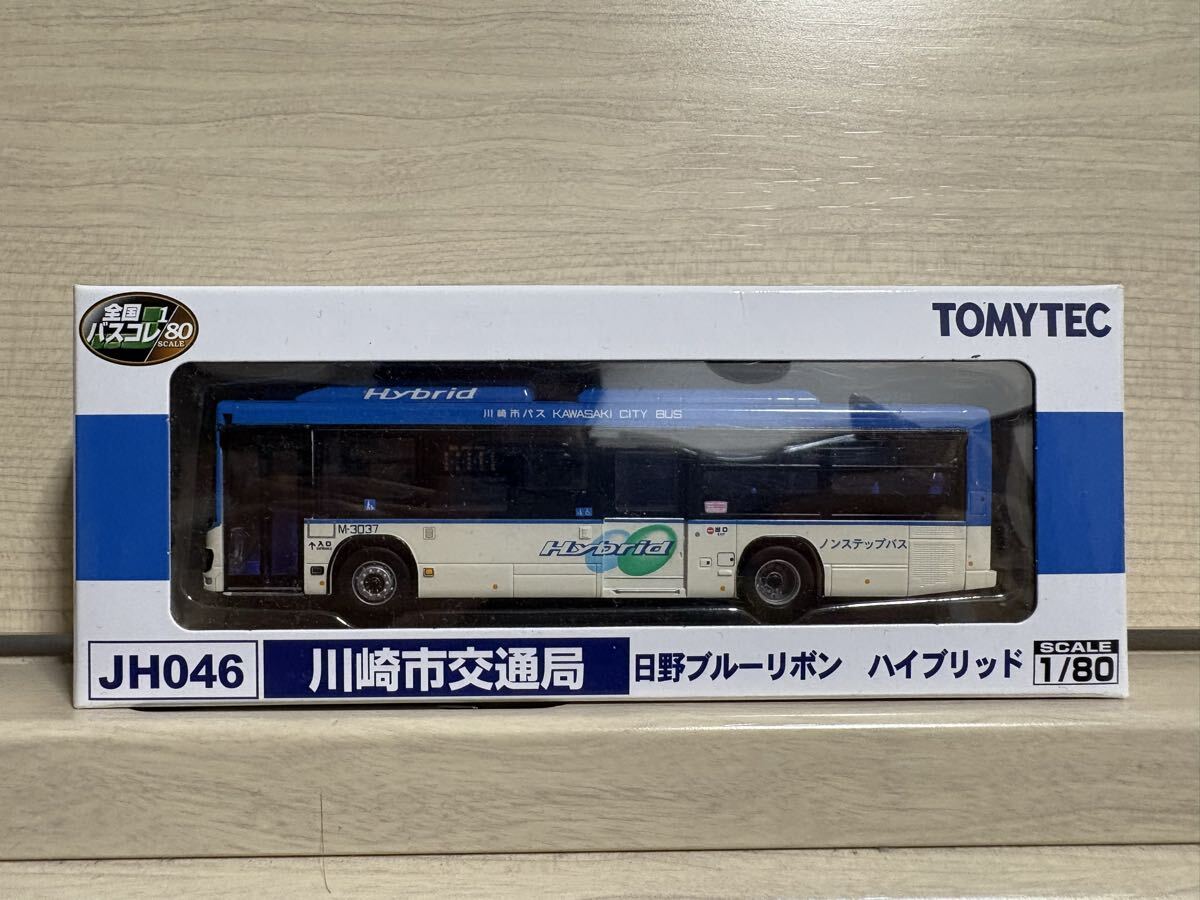 全国
バスコレ
1/80
SCALE
TOMYTEC
Hybrid
川崎市バス KAWASAKI CITY BUS
M-3037
入口
出口
Hybrid
ノンステップバス
JH046
川崎市交通局
日野ブルーリボン ハイブリッド
SCALE
1/80